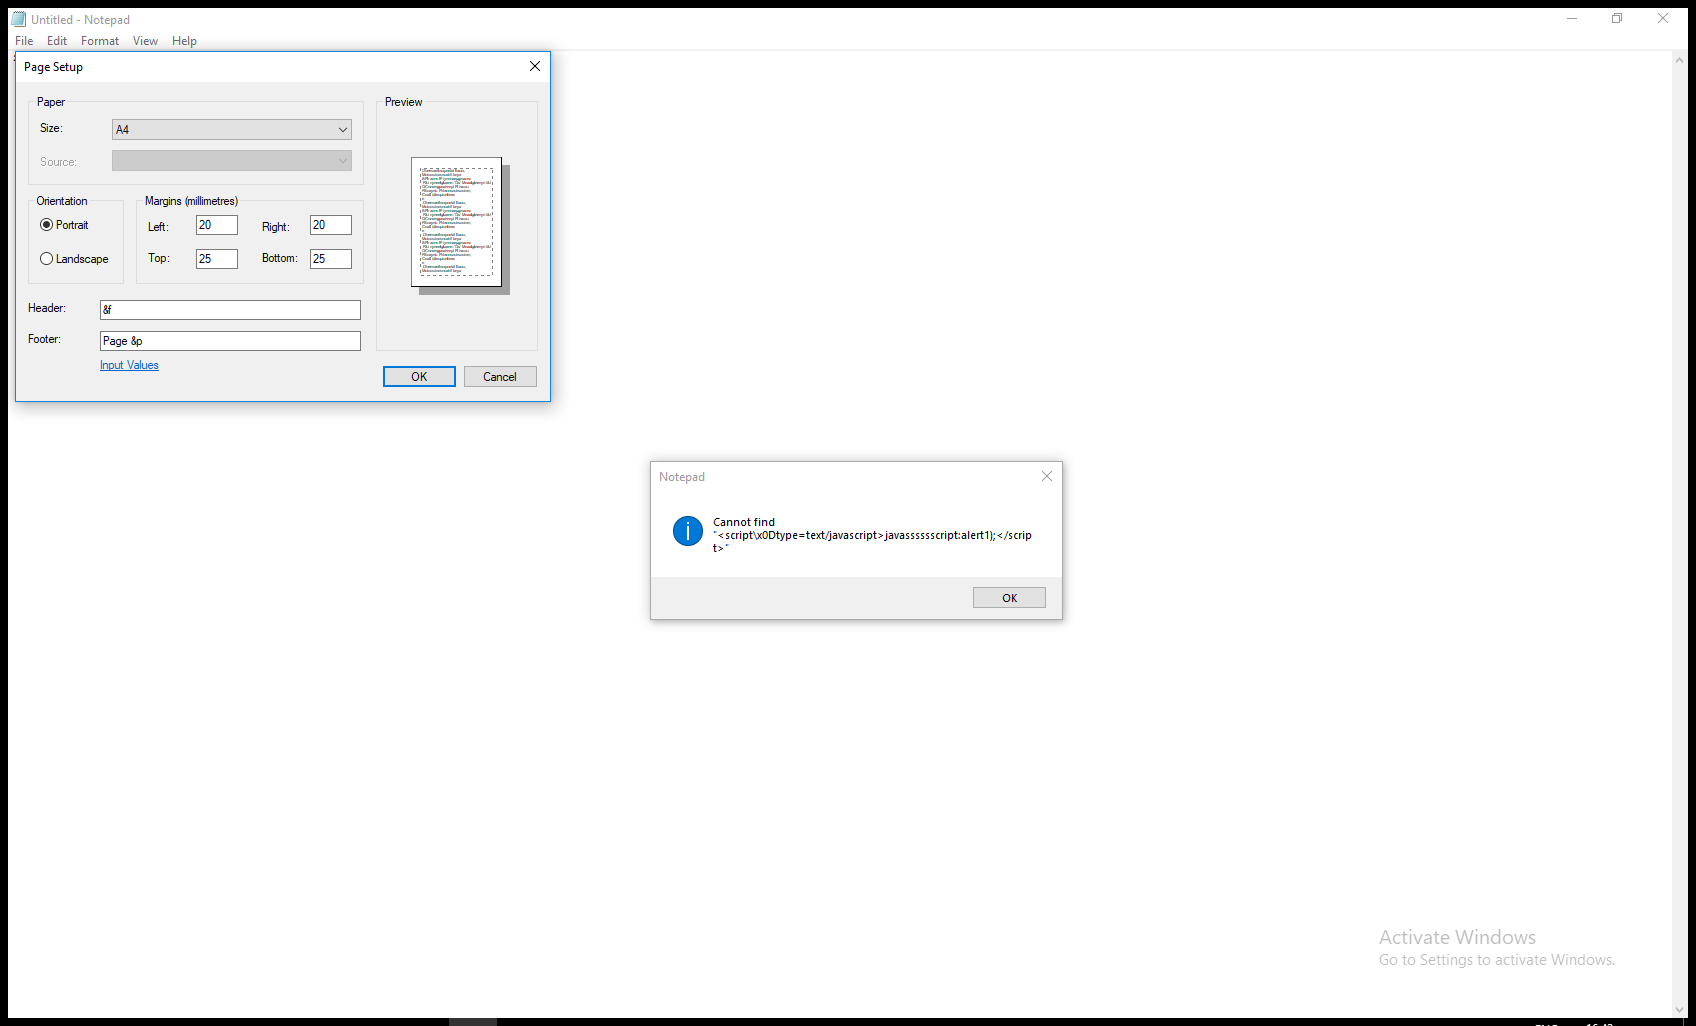 Untitled - Notepad
File Edit Format View Help
Page Setup
Paper
Size: A4
Source:
Orientation
Portrait
Landscape
Margins (millimetres)
Left: 20 Right: 20
Top: 25 Bottom: 25
Preview
Header: &f
Footer: Page &p
Input Values
OK Cancel
Notepad
Cannot find
"<script\x0Dtype=text/javascript>javasssssscript:alert1);</scrip
t>"
OK
Activate Windows
Go to Settings to activate Windows.